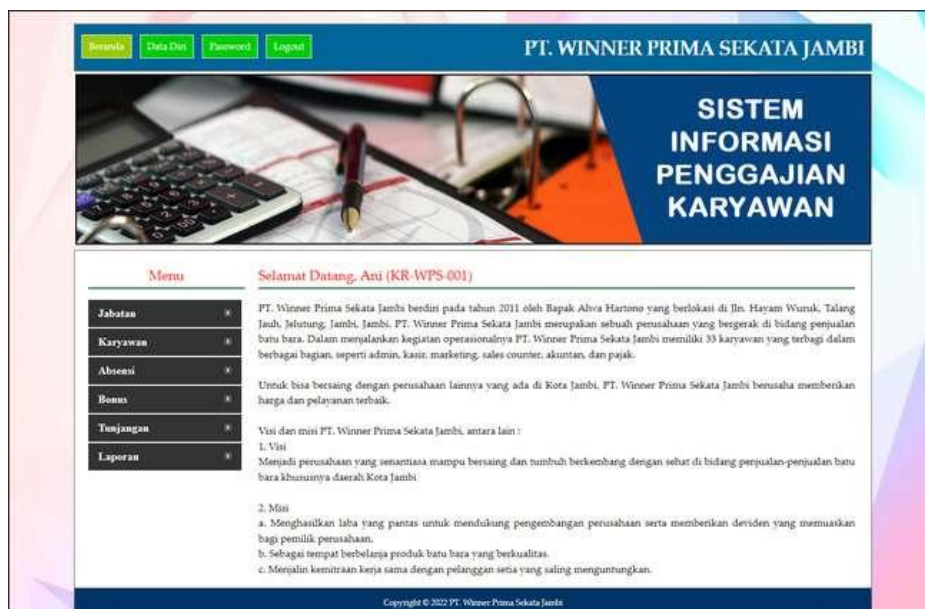 Beranda Data Diri Password Logout PT. WINNER PRIMA SEKATA JAMBI
SISTEM
INFORMASI
PENGGAJIAN
KARYAWAN
Menu
Jabatan
Karyawan
Absensi
Bonus
Tunjangan
Laporan
Selamat Datang, Ani (KR-WPS-001)
PT. Winner Prima Sekata Jambi berdiri pada tahun 2011 oleh Bapak Ahva Hartono yang berlokasi di Jln. Hayam Wuruk, Talang
Jauh, Jelutung, Jambi, Jambi. PT. Winner Prima Sekata Jambi merupakan sebuah perusahaan yang bergerak di bidang penjualan
batu bara. Dalam menjalankan kegiatan operasionalnya PT. Winner Prima Sekata Jambi memiliki 33 karyawan yang terbagi dalam
berbagai bagian, seperti admin, kasir, marketing, sales counter, akuntan, dan pajak.
Untuk bisa bersaing dengan perusahaan lainnya yang ada di Kota Jambi, PT. Winner Prima Sekata Jambi berusaha memberikan
harga dan pelayanan terbaik.
Visi dan misi PT. Winner Prima Sekata Jambi, antara lain :
1. Visi
Menjadi perusahaan yang senantiasa mampu bersaing dan tumbuh berkembang dengan sehat di bidang penjualan-penjualan batu
bara khususnya daerah Kota Jambi
2. Misi
a. Menghasilkan laba yang pantas untuk mendukung pengembangan perusahaan serta memberikan deviden yang memuaskan
bagi pemilik perusahaan.
b. Sebagai tempat berbelanja produk batu bara yang berkualitas.
c. Menjalin kemitraan kerja sama dengan pelanggan setia yang saling menguntungkan.
Copyright © 2022 PT. Winner Prima Sekata Jambi